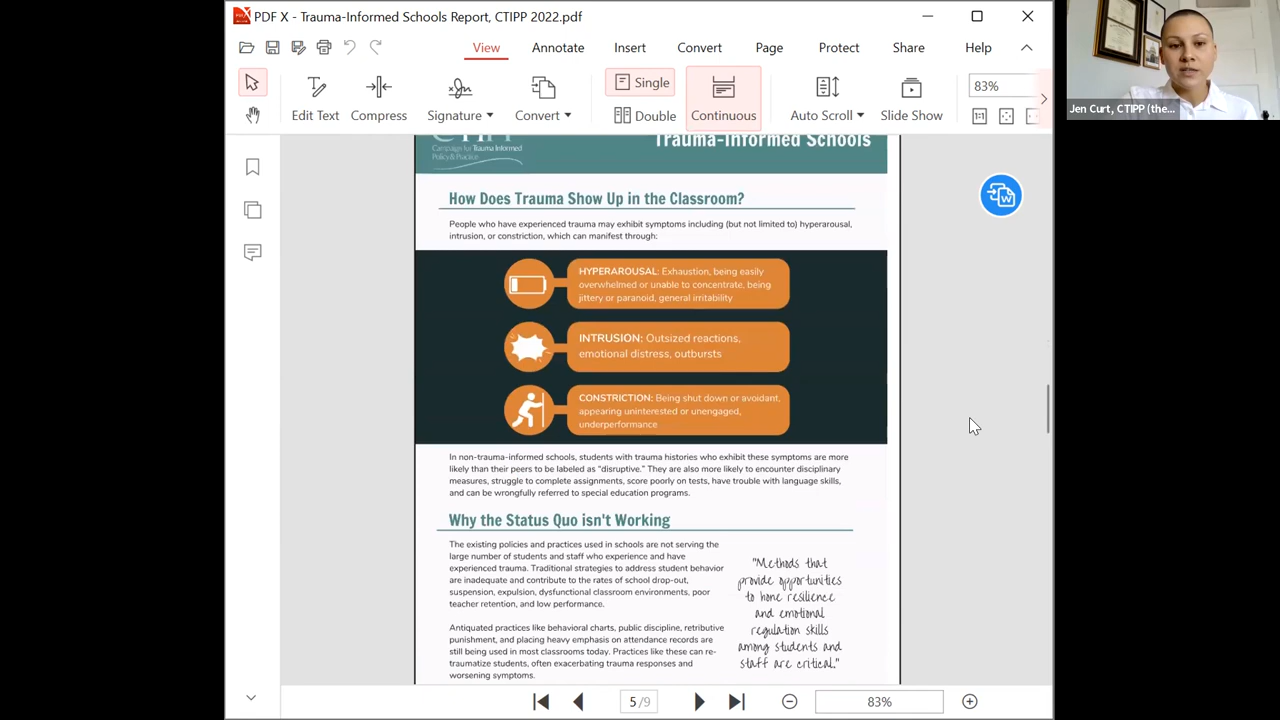 PDF X - Trauma-Informed Schools Report, CTIPP 2022.pdf
View Annotate Insert Convert Page Protect Share Help
Edit Text Compress Signature Convert Single Double Continuous Auto Scroll Slide Show 83%
Jen Curt, CTIPP (the...
Campaign for Trauma Informed
Policy & Practice
Trauma-Informed Schools
How Does Trauma Show Up in the Classroom?
People who have experienced trauma may exhibit symptoms including (but not limited to) hyperarousal,
intrusion, or constriction, which can manifest through:
HYPERAROUSAL: Exhaustion, being easily
overwhelmed or unable to concentrate, being
jittery or paranoid, general irritability
INTRUSION: Outsized reactions,
emotional distress, outbursts
CONSTRICTION: Being shut down or avoidant,
appearing uninterested or unengaged,
underperformance
In non-trauma-informed schools, students with trauma histories who exhibit these symptoms are more
likely than their peers to be labeled as "disruptive." They are also more likely to encounter disciplinary
measures, struggle to complete assignments, score poorly on tests, have trouble with language skills,
and can be wrongfully referred to special education programs.
Why the Status Quo isn't Working
The existing policies and practices used in schools are not serving the
large number of students and staff who experience and have
experienced trauma. Traditional strategies to address student behavior
are inadequate and contribute to the rates of school drop-out,
suspension, expulsion, dysfunctional classroom environments, poor
teacher retention, and low performance.
Antiquated practices like behavioral charts, public discipline, retributive
punishment, and placing heavy emphasis on attendance records are
still being used in most classrooms today. Practices like these can re-
traumatize students, often exacerbating trauma responses and
worsening symptoms.
"Methods that
provide opportunities
to hone resilience
and emotional
regulation skills
among students and
staff are critical."
5 /9
83%